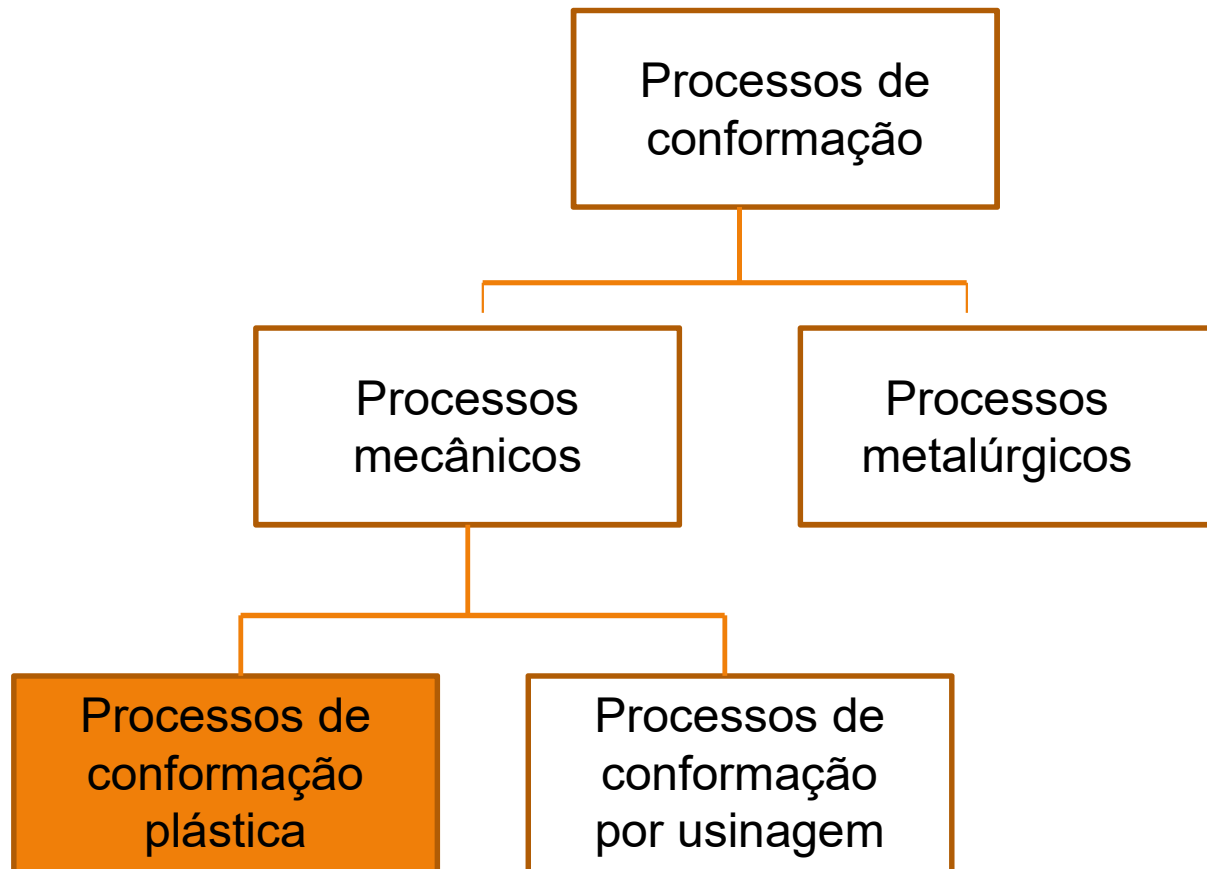 Processos de
conformação
Processos
mecânicos
Processos
metalúrgicos
Processos de
conformação
plástica
Processos de
conformação
por usinagem